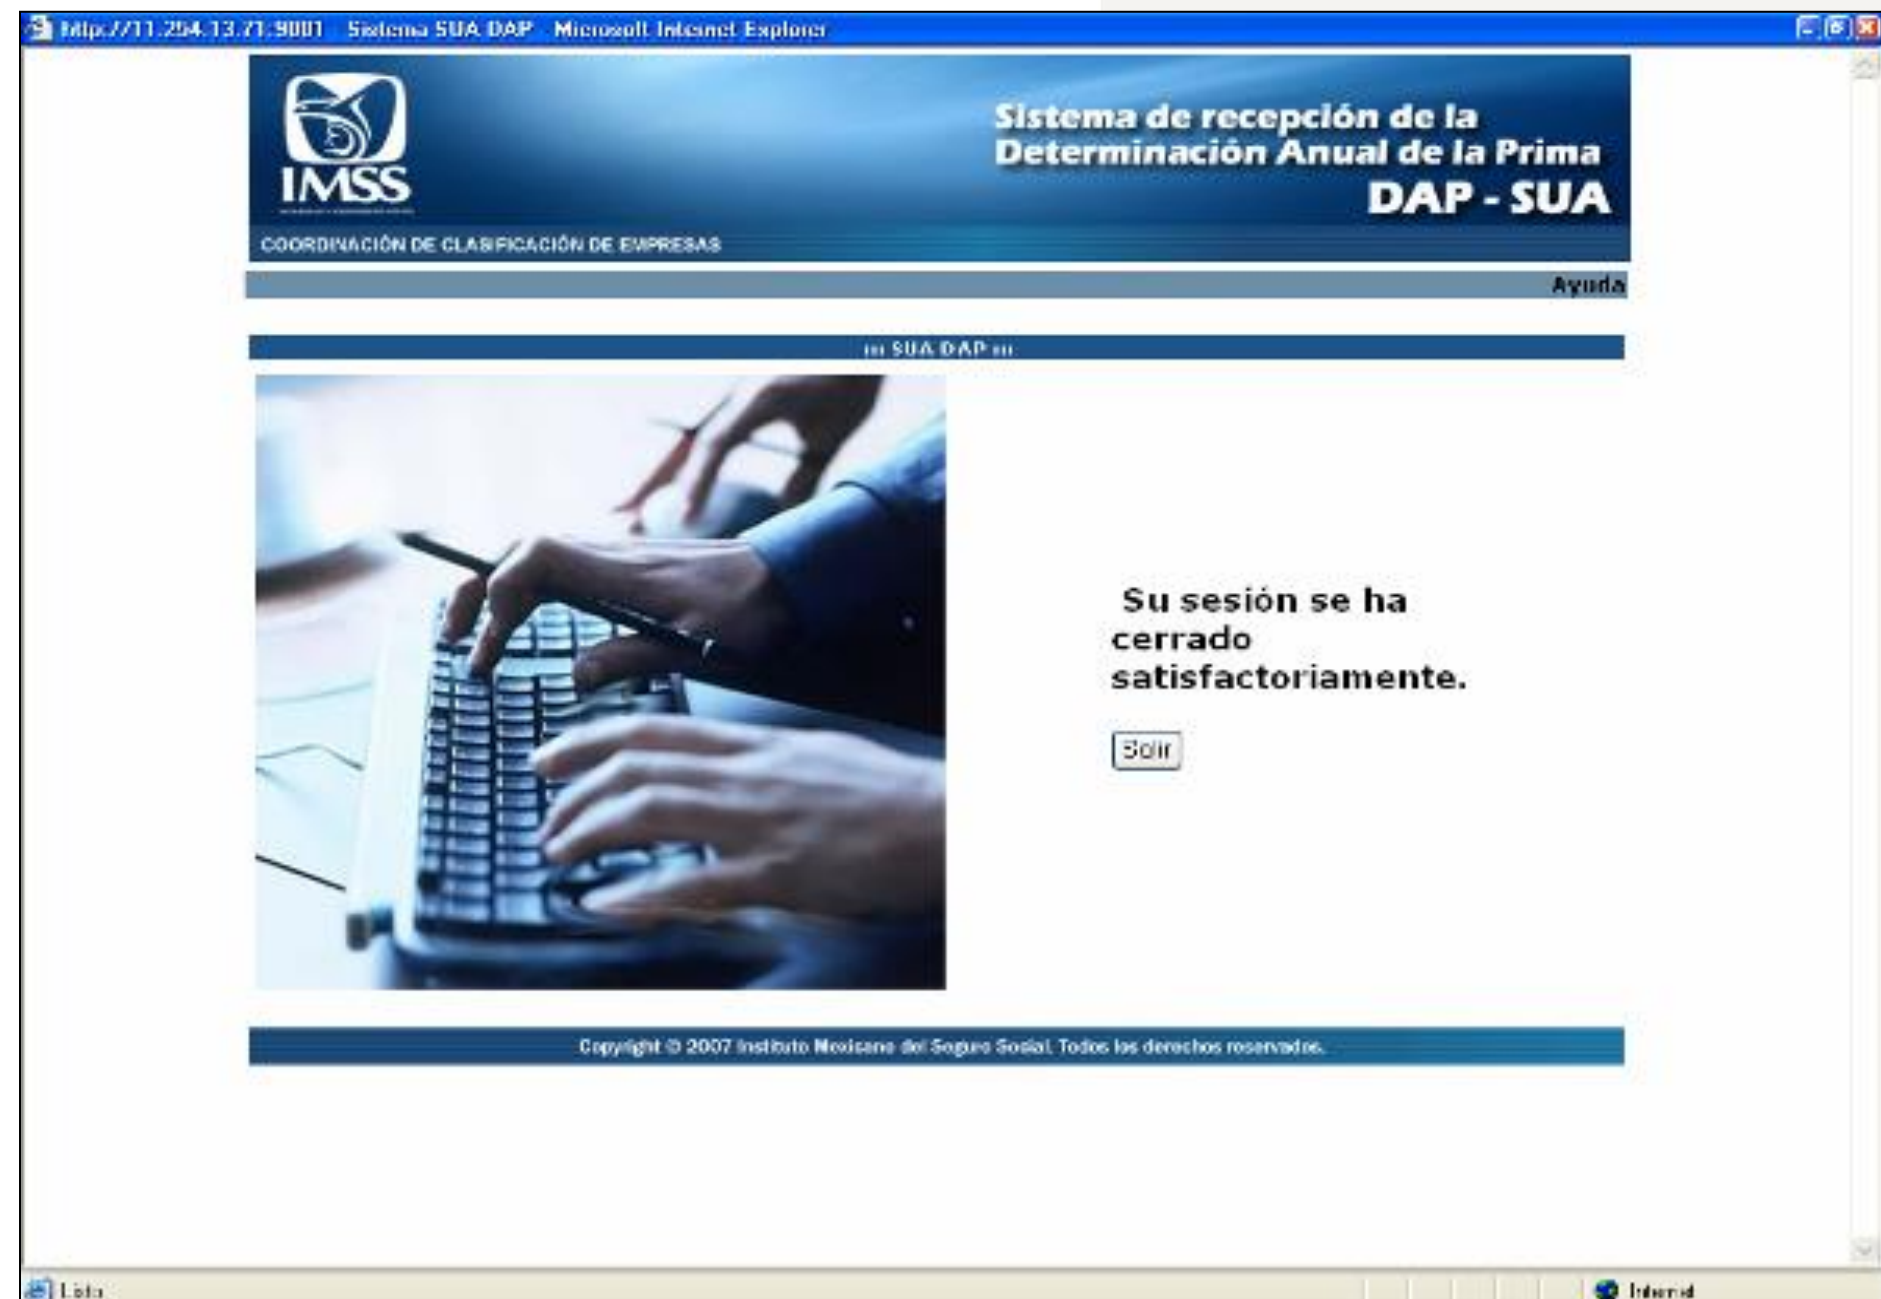 http://11.254.13.71:9001 - Sistema SUA DAP - Microsoft Internet Explorer
IMSS
Sistema de recepción de la
Determinación Anual de la Prima
DAP - SUA
COORDINACIÓN DE CLASIFICACIÓN DE EMPRESAS
Ayuda
::: SUA DAP :::
Su sesión se ha
cerrado
satisfactoriamente.
Salir
Copyright © 2007 Instituto Mexicano del Seguro Social. Todos los derechos reservados.
Listo
Internet